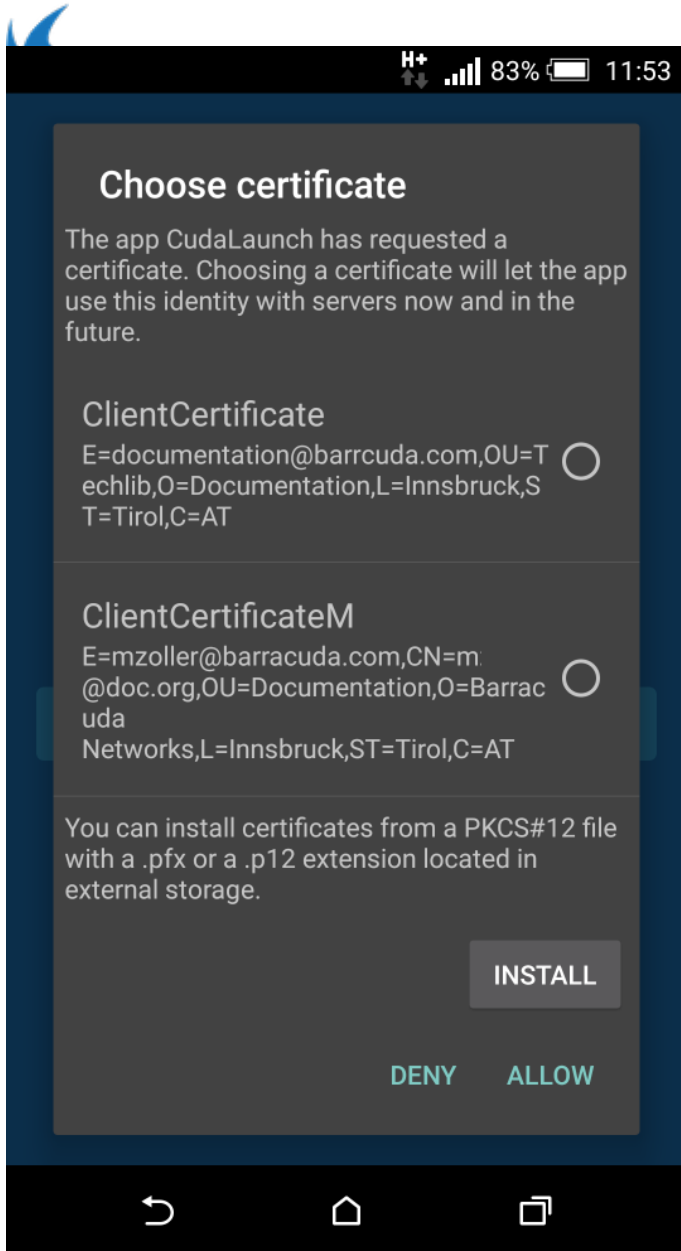 H+ 83% 11:53
Choose certificate
The app CudaLaunch has requested a
certificate. Choosing a certificate will let the app
use this identity with servers now and in the
future.
ClientCertificate
E=documentation@barrcuda.com,OU=T
echlib,O=Documentation,L=Innsbruck,S
T=Tirol,C=AT
ClientCertificateM
E=mzoller@barracuda.com,CN=m
@doc.org,OU=Documentation,O=Barrac
uda
Networks,L=Innsbruck,ST=Tirol,C=AT
You can install certificates from a PKCS#12 file
with a .pfx or a .p12 extension located in
external storage.
INSTALL
DENY ALLOW